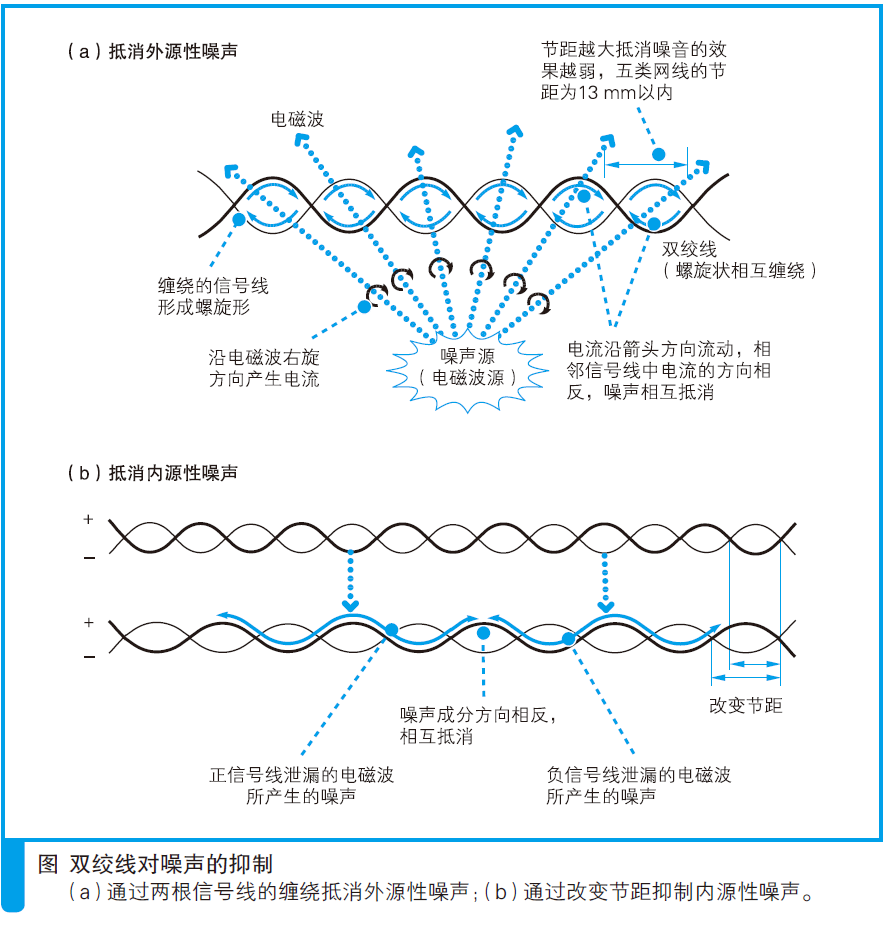 (a)抵消外源性噪声
节距越大抵消噪音的效
果越弱，五类网线的节
距为13 mm以内
电磁波
缠绕的信号线
形成螺旋形
双绞线
(螺旋状相互缠绕)
沿电磁波右旋
方向产生电流
噪声源
(电磁波源)
电流沿箭头方向流动，相
邻信号线中电流的方向相
反，噪声相互抵消
(b)抵消内源性噪声
+
−
+
−
改变节距
噪声成分方向相反，
相互抵消
正信号线泄漏的电磁波
所产生的噪声
负信号线泄漏的电磁波
所产生的噪声
图 双绞线对噪声的抑制
(a)通过两根信号线的缠绕抵消外源性噪声；(b)通过改变节距抑制内源性噪声。